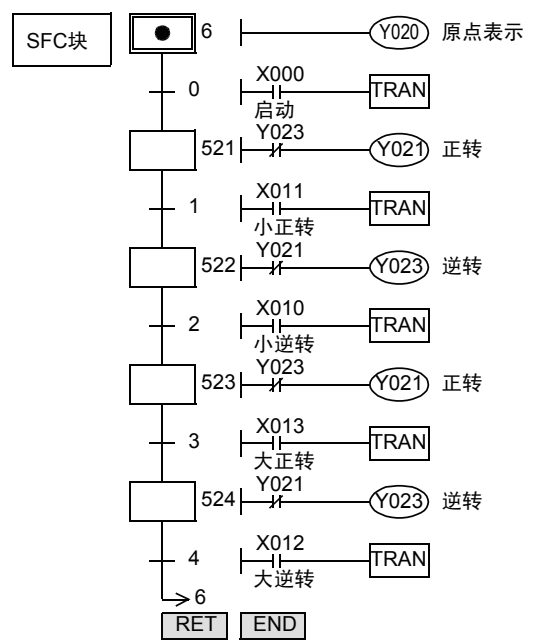 SFC块
6 Y020 原点表示
0 X000 TRAN
启动
521 Y023 Y021 正转
1 X011 TRAN
小正转
522 Y021 Y023 逆转
2 X010 TRAN
小逆转
523 Y023 Y021 正转
3 X013 TRAN
大正转
524 Y021 Y023 逆转
4 X012 TRAN
大逆转
6
RET END